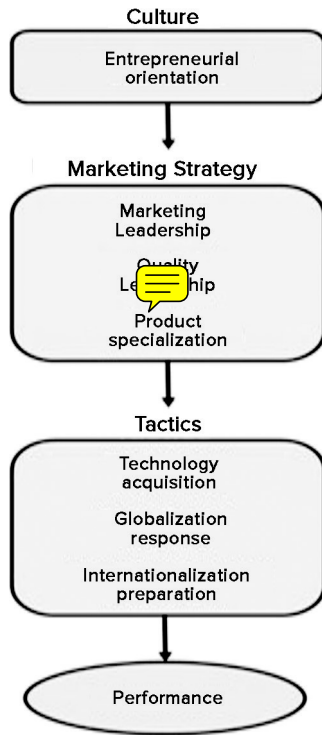 Culture
Entrepreneurial
orientation
Marketing Strategy
Marketing
Leadership
Quality
Product
specialization
Tactics
Technology
acquisition
Globalization
response
Internationalization
preparation
Performance